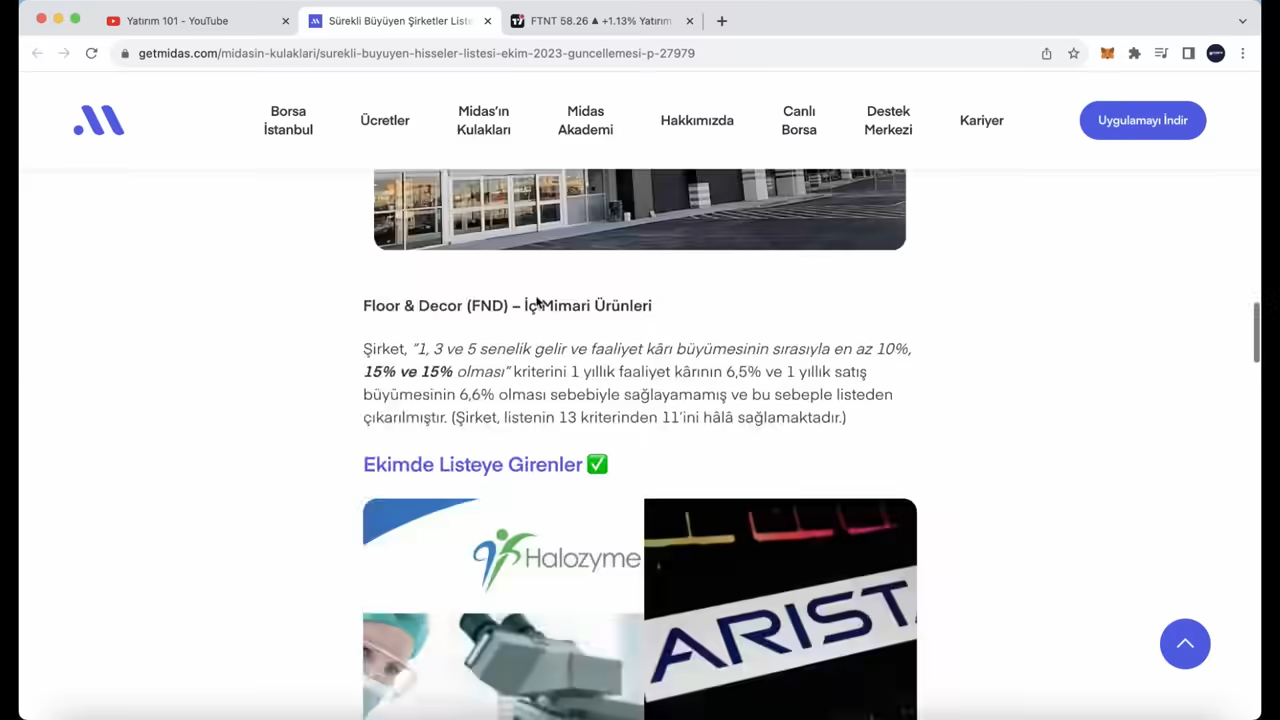 Yatırım 101 - YouTube
Sürekli Büyüyen Şirketler Liste
FTNT 58.26 ▲ +1.13% Yatırım
getmidas.com/midasin-kulaklari/surekli-buyuyen-hisseler-listesi-ekim-2023-guncellemesi-p-27979
Borsa
İstanbul
Ücretler
Midas'ın
Kulakları
Midas
Akademi
Hakkımızda
Canlı
Borsa
Destek
Merkezi
Kariyer
Uygulamayı İndir
Floor & Decor (FND) – İç Mimari Ürünleri
Şirket, "1, 3 ve 5 senelik gelir ve faaliyet kârı büyümesinin sırasıyla en az 10%,
15% ve 15% olması" kriterini 1 yıllık faaliyet kârının 6,5% ve 1 yıllık satış
büyümesinin 6,6% olması sebebiyle sağlayamamış ve bu sebeple listeden
çıkarılmıştır. (Şirket, listenin 13 kriterinden 11'ini hâlâ sağlamaktadır.)
Ekimde Listeye Girenler ✅
Halozyme
ARIST